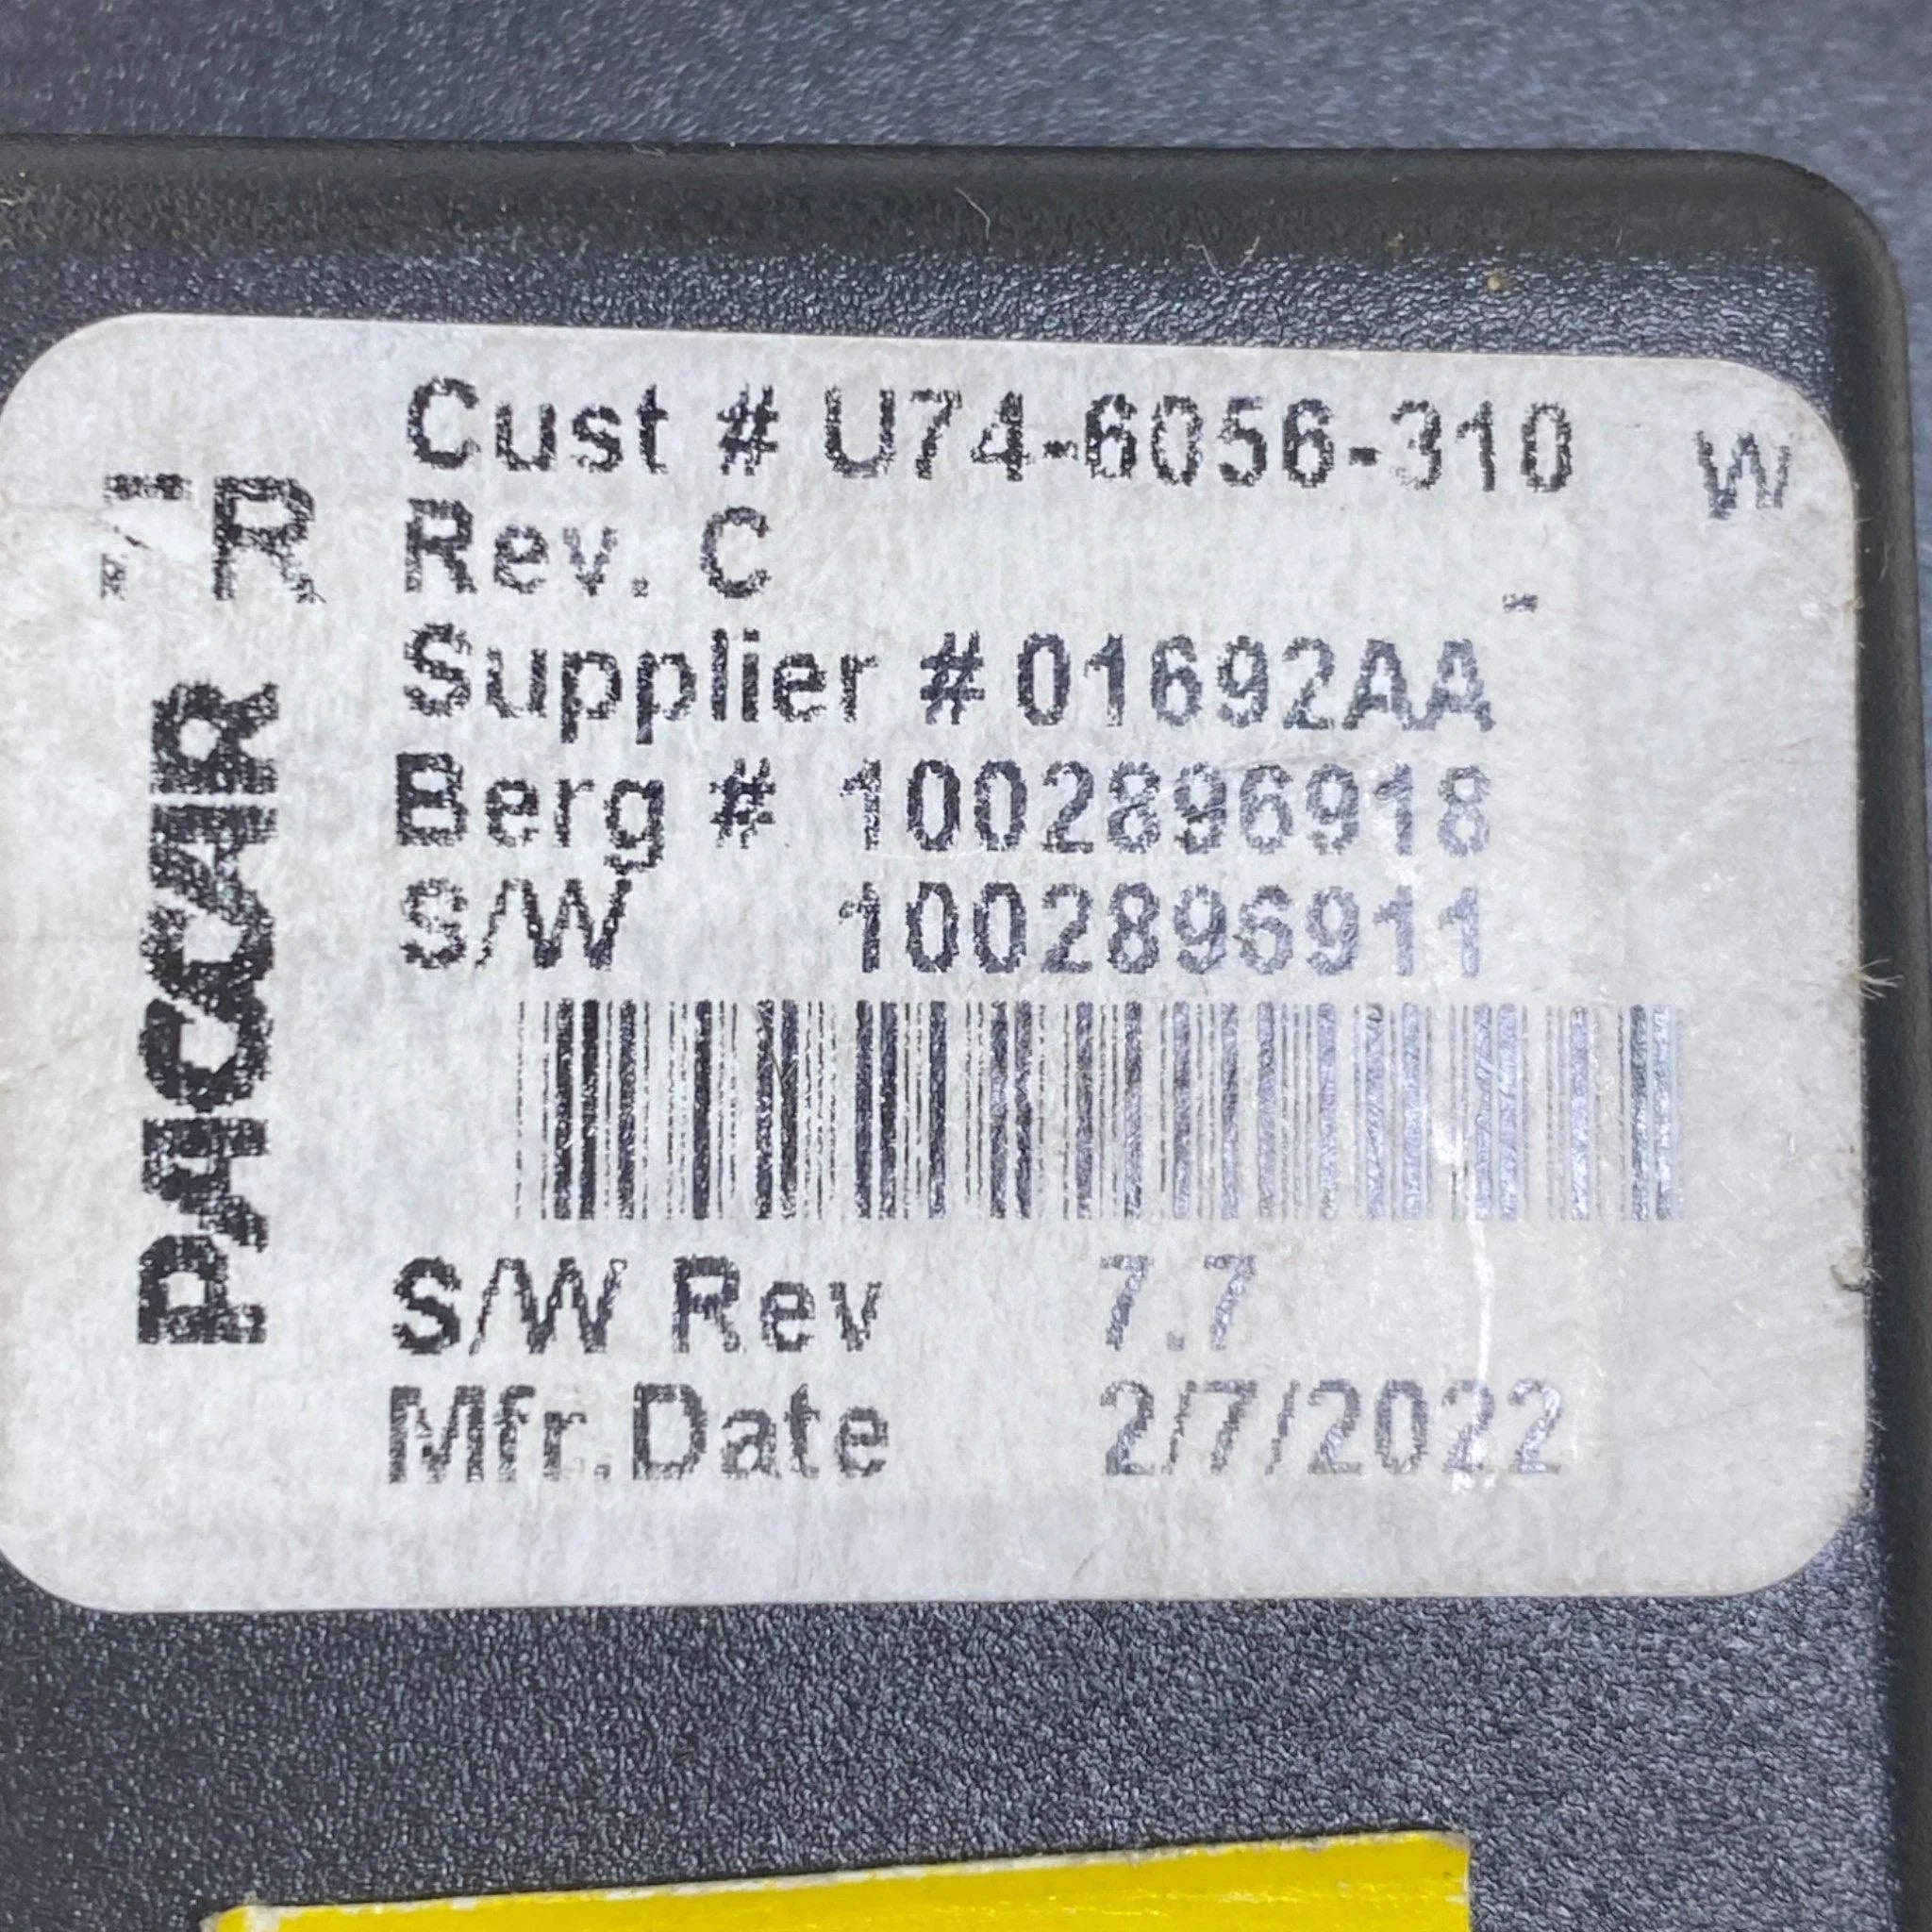 Cust # U74-6056-310
W
Rev. C
Supplier # 01692AA
Berg # 1002896918
S/W 1002896911
S/W Rev 7.7
Mfr.Date 2/7/2022
PACCAR